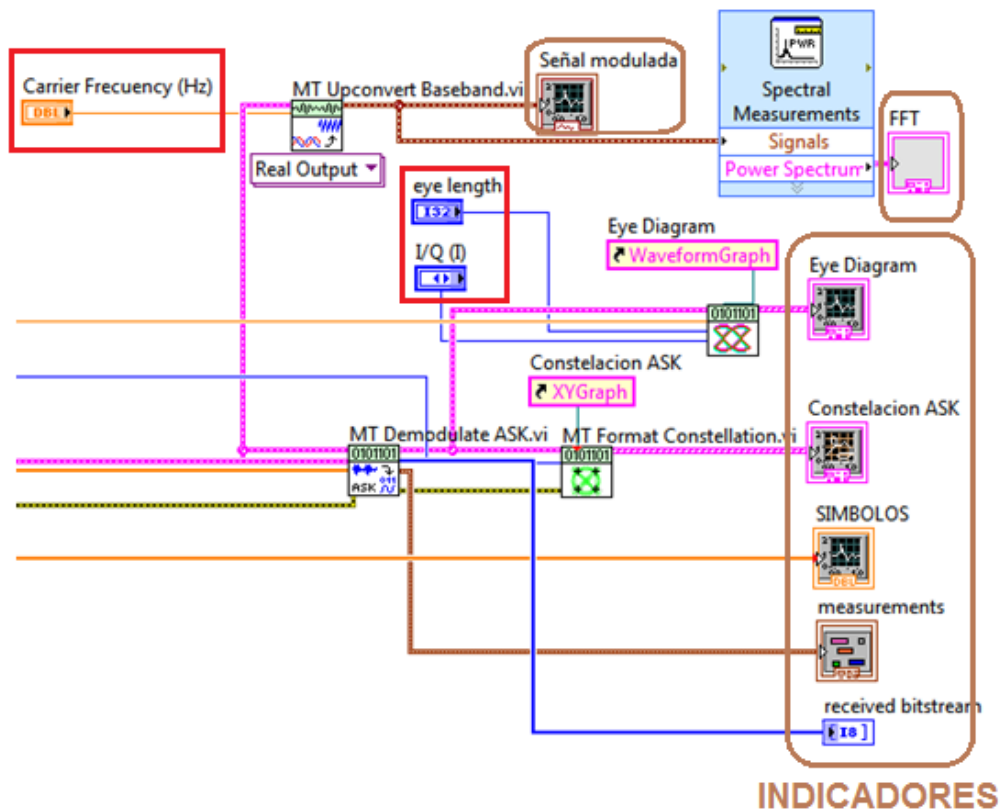 Carrier Frecuency (Hz)
DBL
MT Upconvert Baseband.vi
Real Output
Señal modulada
PWR
Spectral
Measurements
Signals
Power Spectrum
FFT
eye length
I32
I/Q (I)
Eye Diagram
WaveformGraph
0101101
Eye Diagram
Constelacion ASK
XYGraph
Constelacion ASK
MT Demodulate ASK.vi
0101101
ASK
MT Format Constellation.vi
0101101
SIMBOLOS
DBL
measurements
received bitstream
I8
INDICADORES